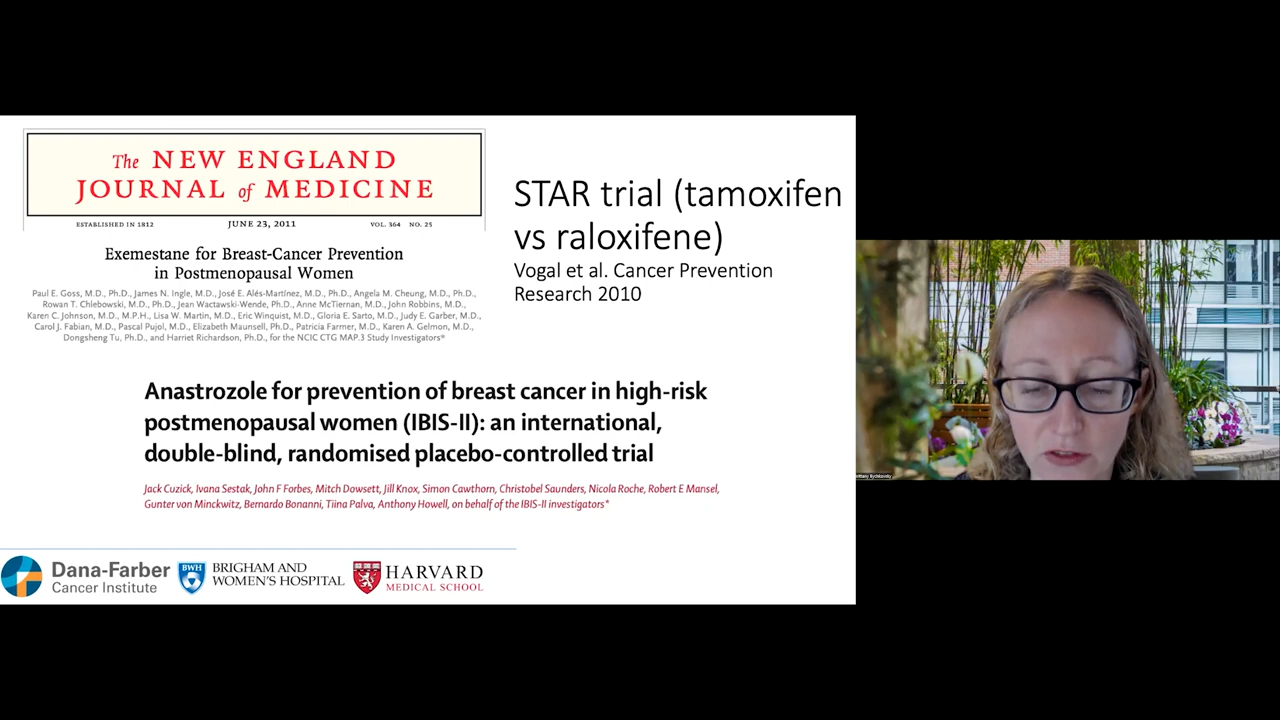 The NEW ENGLAND
JOURNAL of MEDICINE
ESTABLISHED IN 1812 JUNE 23, 2011 VOL. 364 NO. 25
Exemestane for Breast-Cancer Prevention
in Postmenopausal Women
Paul E. Goss, M.D., Ph.D., James N. Ingle, M.D., José E. Alés-Martínez, M.D., Ph.D., Angela M. Cheung, M.D., Ph.D.,
Rowan T. Chlebowski, M.D., Ph.D., Jean Wactawski-Wende, Ph.D., Anne McTiernan, M.D., John Robbins, M.D.,
Karen C. Johnson, M.D., M.P.H., Lisa W. Martin, M.D., Eric Winquist, M.D., Gloria E. Sarto, M.D., Judy E. Garber, M.D.,
Carol J. Fabian, M.D., Pascal Pujol, M.D., Elizabeth Maunsell, Ph.D., Patricia Farmer, M.D., Karen A. Gelmon, M.D.,
Dongsheng Tu, Ph.D., and Harriet Richardson, Ph.D., for the NCIC CTG MAP.3 Study Investigators*
STAR trial (tamoxifen
vs raloxifene)
Vogal et al. Cancer Prevention
Research 2010
Anastrozole for prevention of breast cancer in high-risk
postmenopausal women (IBIS-II): an international,
double-blind, randomised placebo-controlled trial
Jack Cuzick, Ivana Sestak, John F Forbes, Mitch Dowsett, Jill Knox, Simon Cawthorn, Christobel Saunders, Nicola Roche, Robert E Mansel,
Gunter von Minckwitz, Bernardo Bonanni, Tiina Palva, Anthony Howell, on behalf of the IBIS-II investigators*
Dana-Farber
Cancer Institute
BWH
BRIGHAM AND
WOMEN'S HOSPITAL
HARVARD
MEDICAL SCHOOL
Brittany Bychkovsky